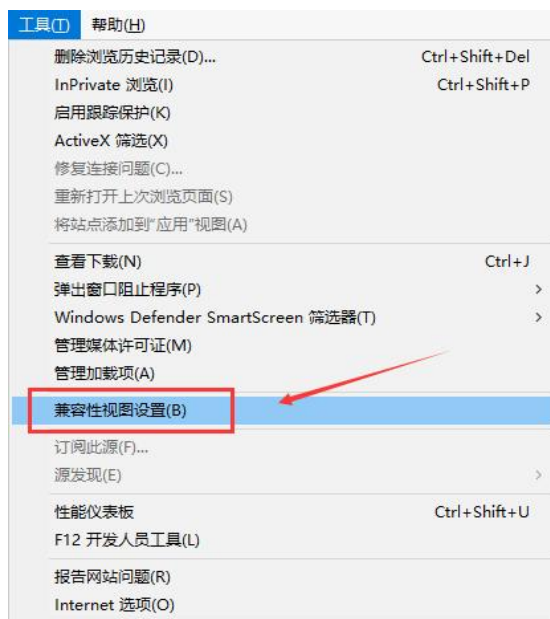 工具(T) 帮助(H)
删除浏览历史记录(D)... Ctrl+Shift+Del
InPrivate 浏览(I) Ctrl+Shift+P
启用跟踪保护(K)
ActiveX 筛选(X)
修复连接问题(C)...
重新打开上次浏览页面(S)
将站点添加到“应用”视图(A)
查看下载(N) Ctrl+J
弹出窗口阻止程序(P)
Windows Defender SmartScreen 筛选器(T)
管理媒体许可证(M)
管理加载项(A)
兼容性视图设置(B)
订阅此源(F)...
源发现(E)
性能仪表板 Ctrl+Shift+U
F12 开发人员工具(L)
报告网站问题(R)
Internet 选项(O)